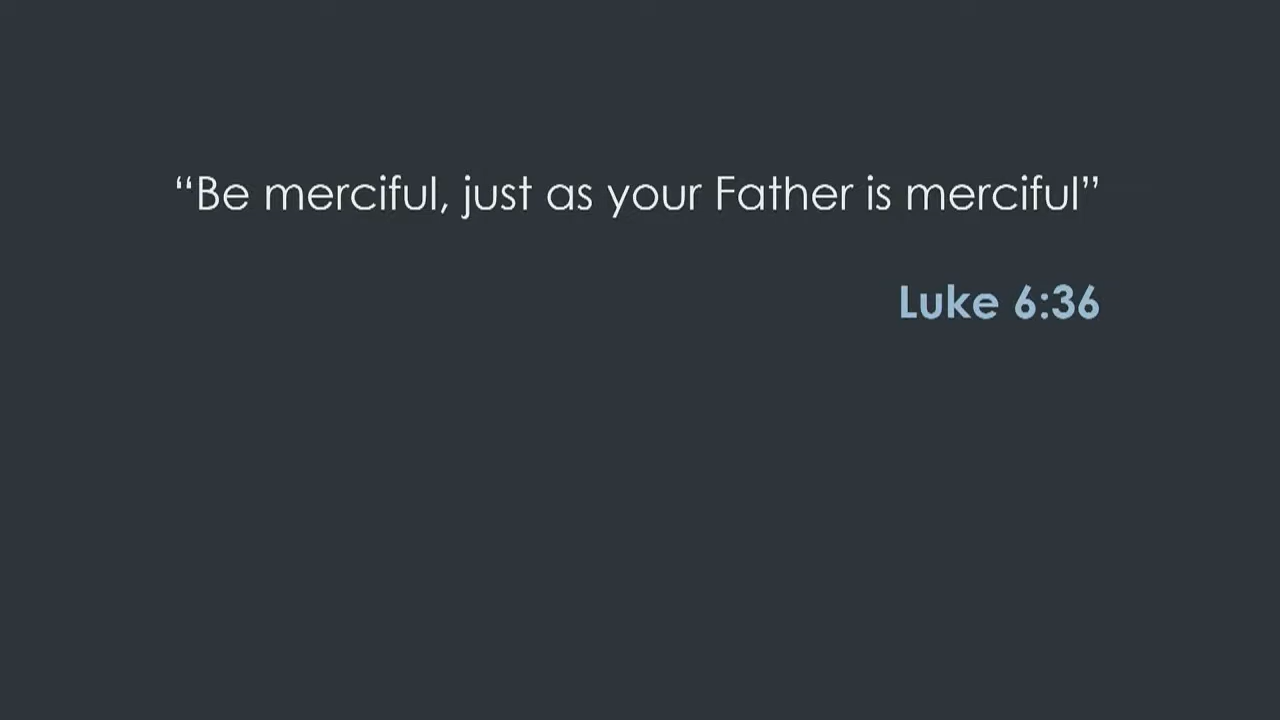 “Be merciful, just as your Father is merciful”
Luke 6:36